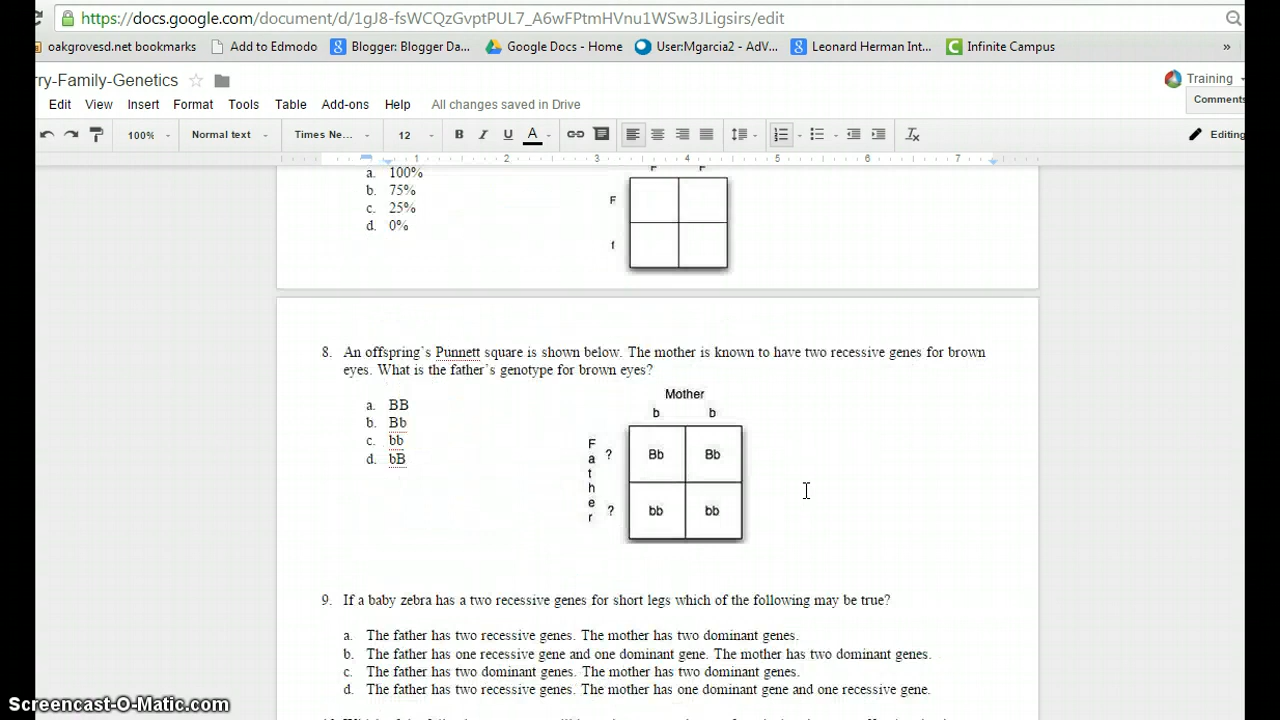 https://docs.google.com/document/d/1gJ8-fsWCQzGvptPUL7_A6wFPtmHVnu1WSw3JLigsirs/edit
oakgrovesd.net bookmarks Add to Edmodo Blogger: Blogger Da... Google Docs - Home User:Mgarcia2 - AdV... Leonard Herman Int... Infinite Campus »
rry-Family-Genetics Training
Edit View Insert Format Tools Table Add-ons Help All changes saved in Drive Comments
100% Normal text Times Ne... 12 B I U A Editing
1 2 3 4 5 6 7
a. 100%
b. 75%
c. 25%
d. 0%
F F
F
f
8. An offspring's Punnett square is shown below. The mother is known to have two recessive genes for brown
eyes. What is the father's genotype for brown eyes?
a. BB
b. Bb
c. bb
d. bB
Mother
b b
Father
? Bb Bb
? bb bb
9. If a baby zebra has a two recessive genes for short legs which of the following may be true?
a. The father has two recessive genes. The mother has two dominant genes.
b. The father has one recessive gene and one dominant gene. The mother has two dominant genes.
c. The father has two dominant genes. The mother has two dominant genes.
d. The father has two recessive genes. The mother has one dominant gene and one recessive gene.
Screencast-O-Matic.com